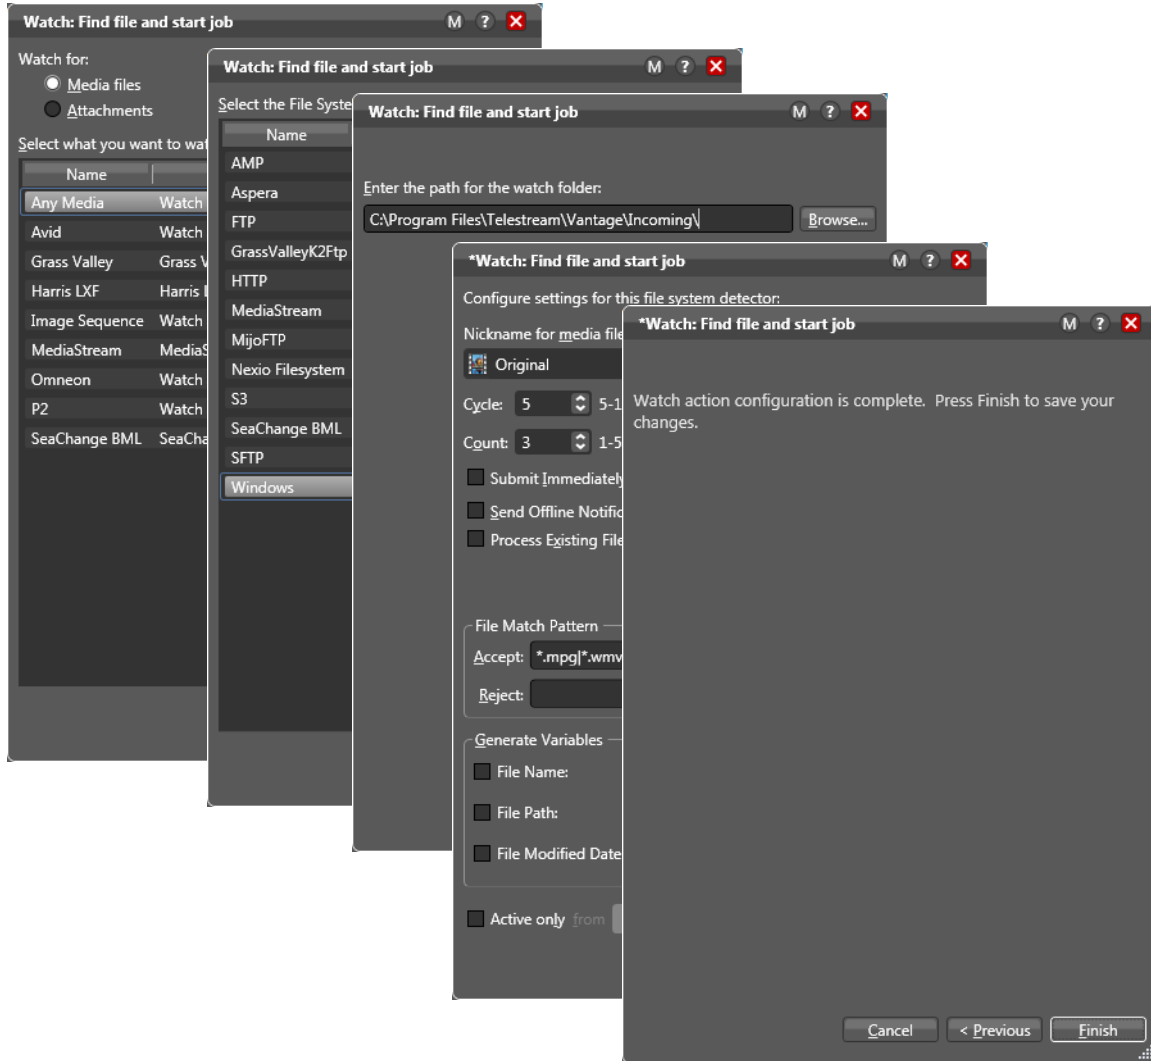 Watch: Find file and start job
M ?
Watch for:
Media files
Attachments
Select what you want to wat
Name
Any Media Watch
Avid Watch
Grass Valley Grass V
Harris LXF Harris l
Image Sequence Watch
MediaStream MediaS
Omneon Watch
P2 Watch
SeaChange BML SeaCha
Watch: Find file and start job
M ?
Select the File Syste
Name
AMP
Aspera
FTP
GrassValleyK2Ftp
HTTP
MediaStream
MijoFTP
Nexio Filesystem
S3
SeaChange BML
SFTP
Windows
Watch: Find file and start job
M ?
Enter the path for the watch folder:
C:\Program Files\Telestream\Vantage\Incoming\
Browse...
*Watch: Find file and start job
M ?
Configure settings for this file system detector:
Nickname for media file
Original
Cycle: 5 5-1
Count: 3 1-5
Submit Immediately
Send Offline Notific
Process Existing File
File Match Pattern
Accept: *.mpg|*.wmv
Reject:
Generate Variables
File Name:
File Path:
File Modified Date
Active only from
*Watch: Find file and start job
M ?
Watch action configuration is complete. Press Finish to save your
changes.
Cancel < Previous Finish